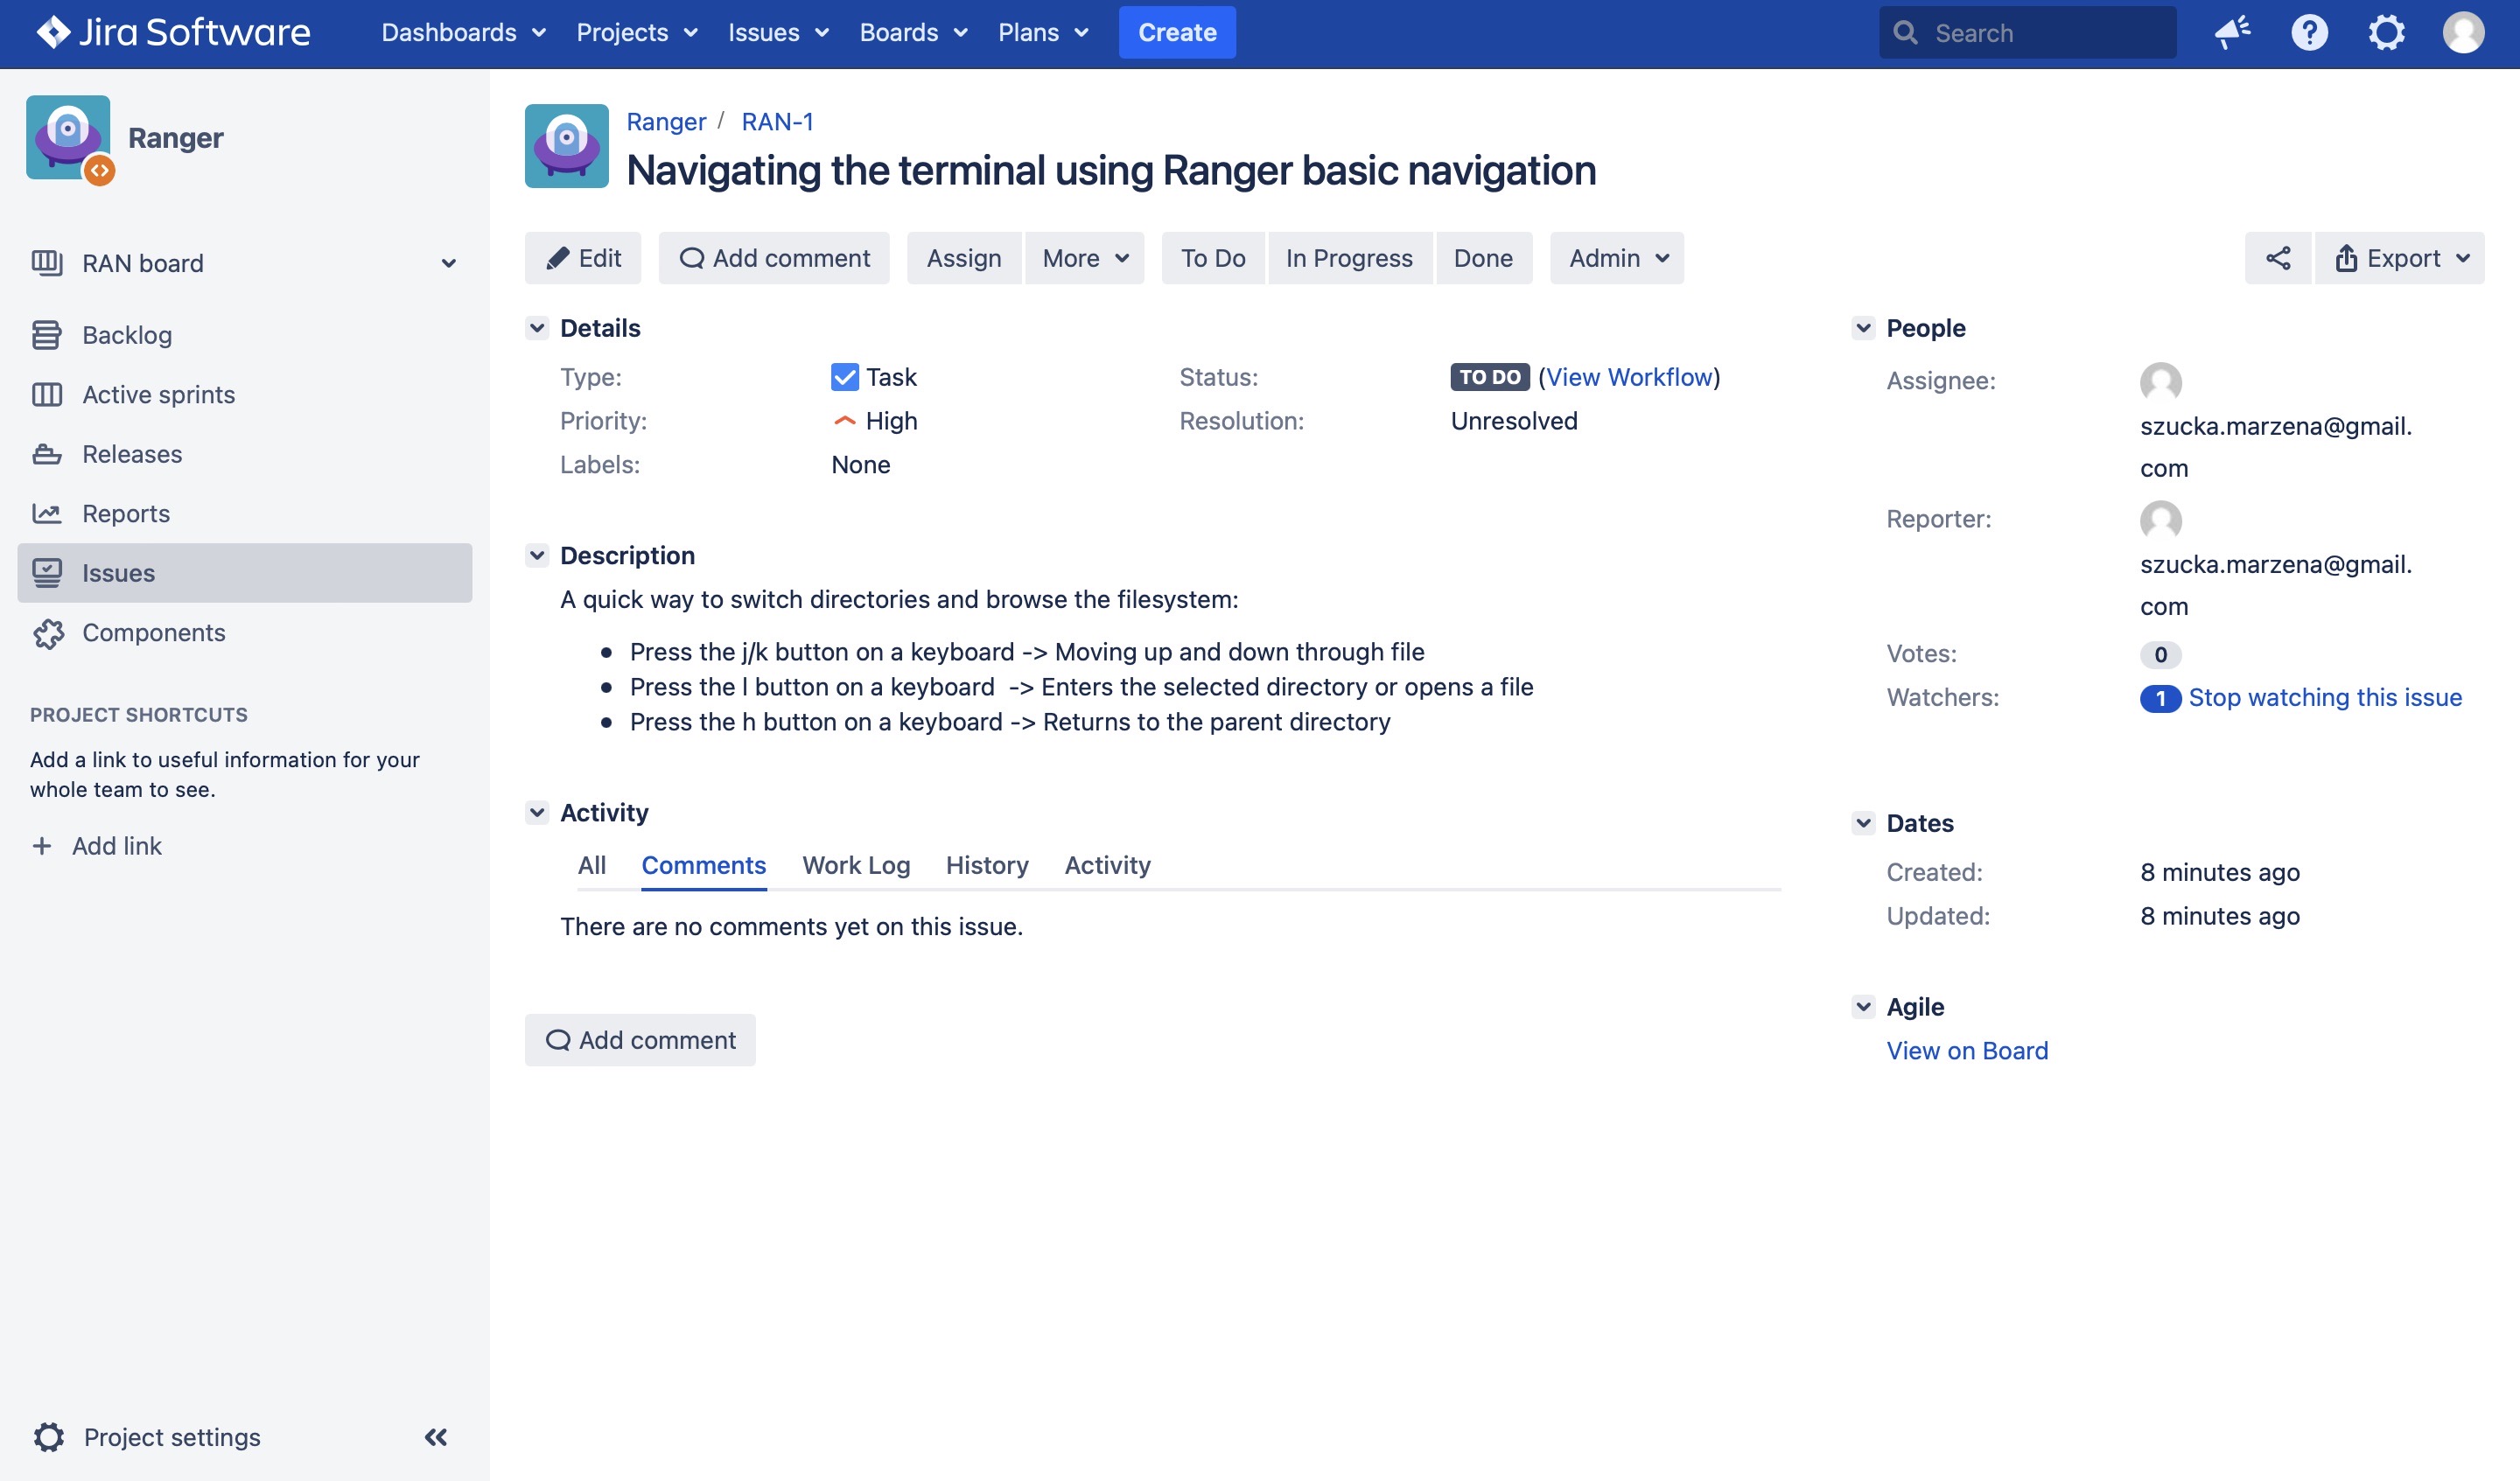 Jira Software Dashboards Projects Issues Boards Plans Create Search
Ranger
RAN board
Backlog
Active sprints
Releases
Reports
Issues
Components
PROJECT SHORTCUTS
Add a link to useful information for your
whole team to see.
+ Add link
Project settings
Ranger / RAN-1
Navigating the terminal using Ranger basic navigation
Edit Add comment Assign More To Do In Progress Done Admin Export
Details
Type: Task Status: TO DO (View Workflow)
Priority: High Resolution: Unresolved
Labels: None
Description
A quick way to switch directories and browse the filesystem:
• Press the j/k button on a keyboard -> Moving up and down through file
• Press the l button on a keyboard  -> Enters the selected directory or opens a file
• Press the h button on a keyboard -> Returns to the parent directory
Activity
All Comments Work Log History Activity
There are no comments yet on this issue.
Add comment
People
Assignee:
szucka.marzena@gmail.
com
Reporter:
szucka.marzena@gmail.
com
Votes: 0
Watchers: 1 Stop watching this issue
Dates
Created: 8 minutes ago
Updated: 8 minutes ago
Agile
View on Board